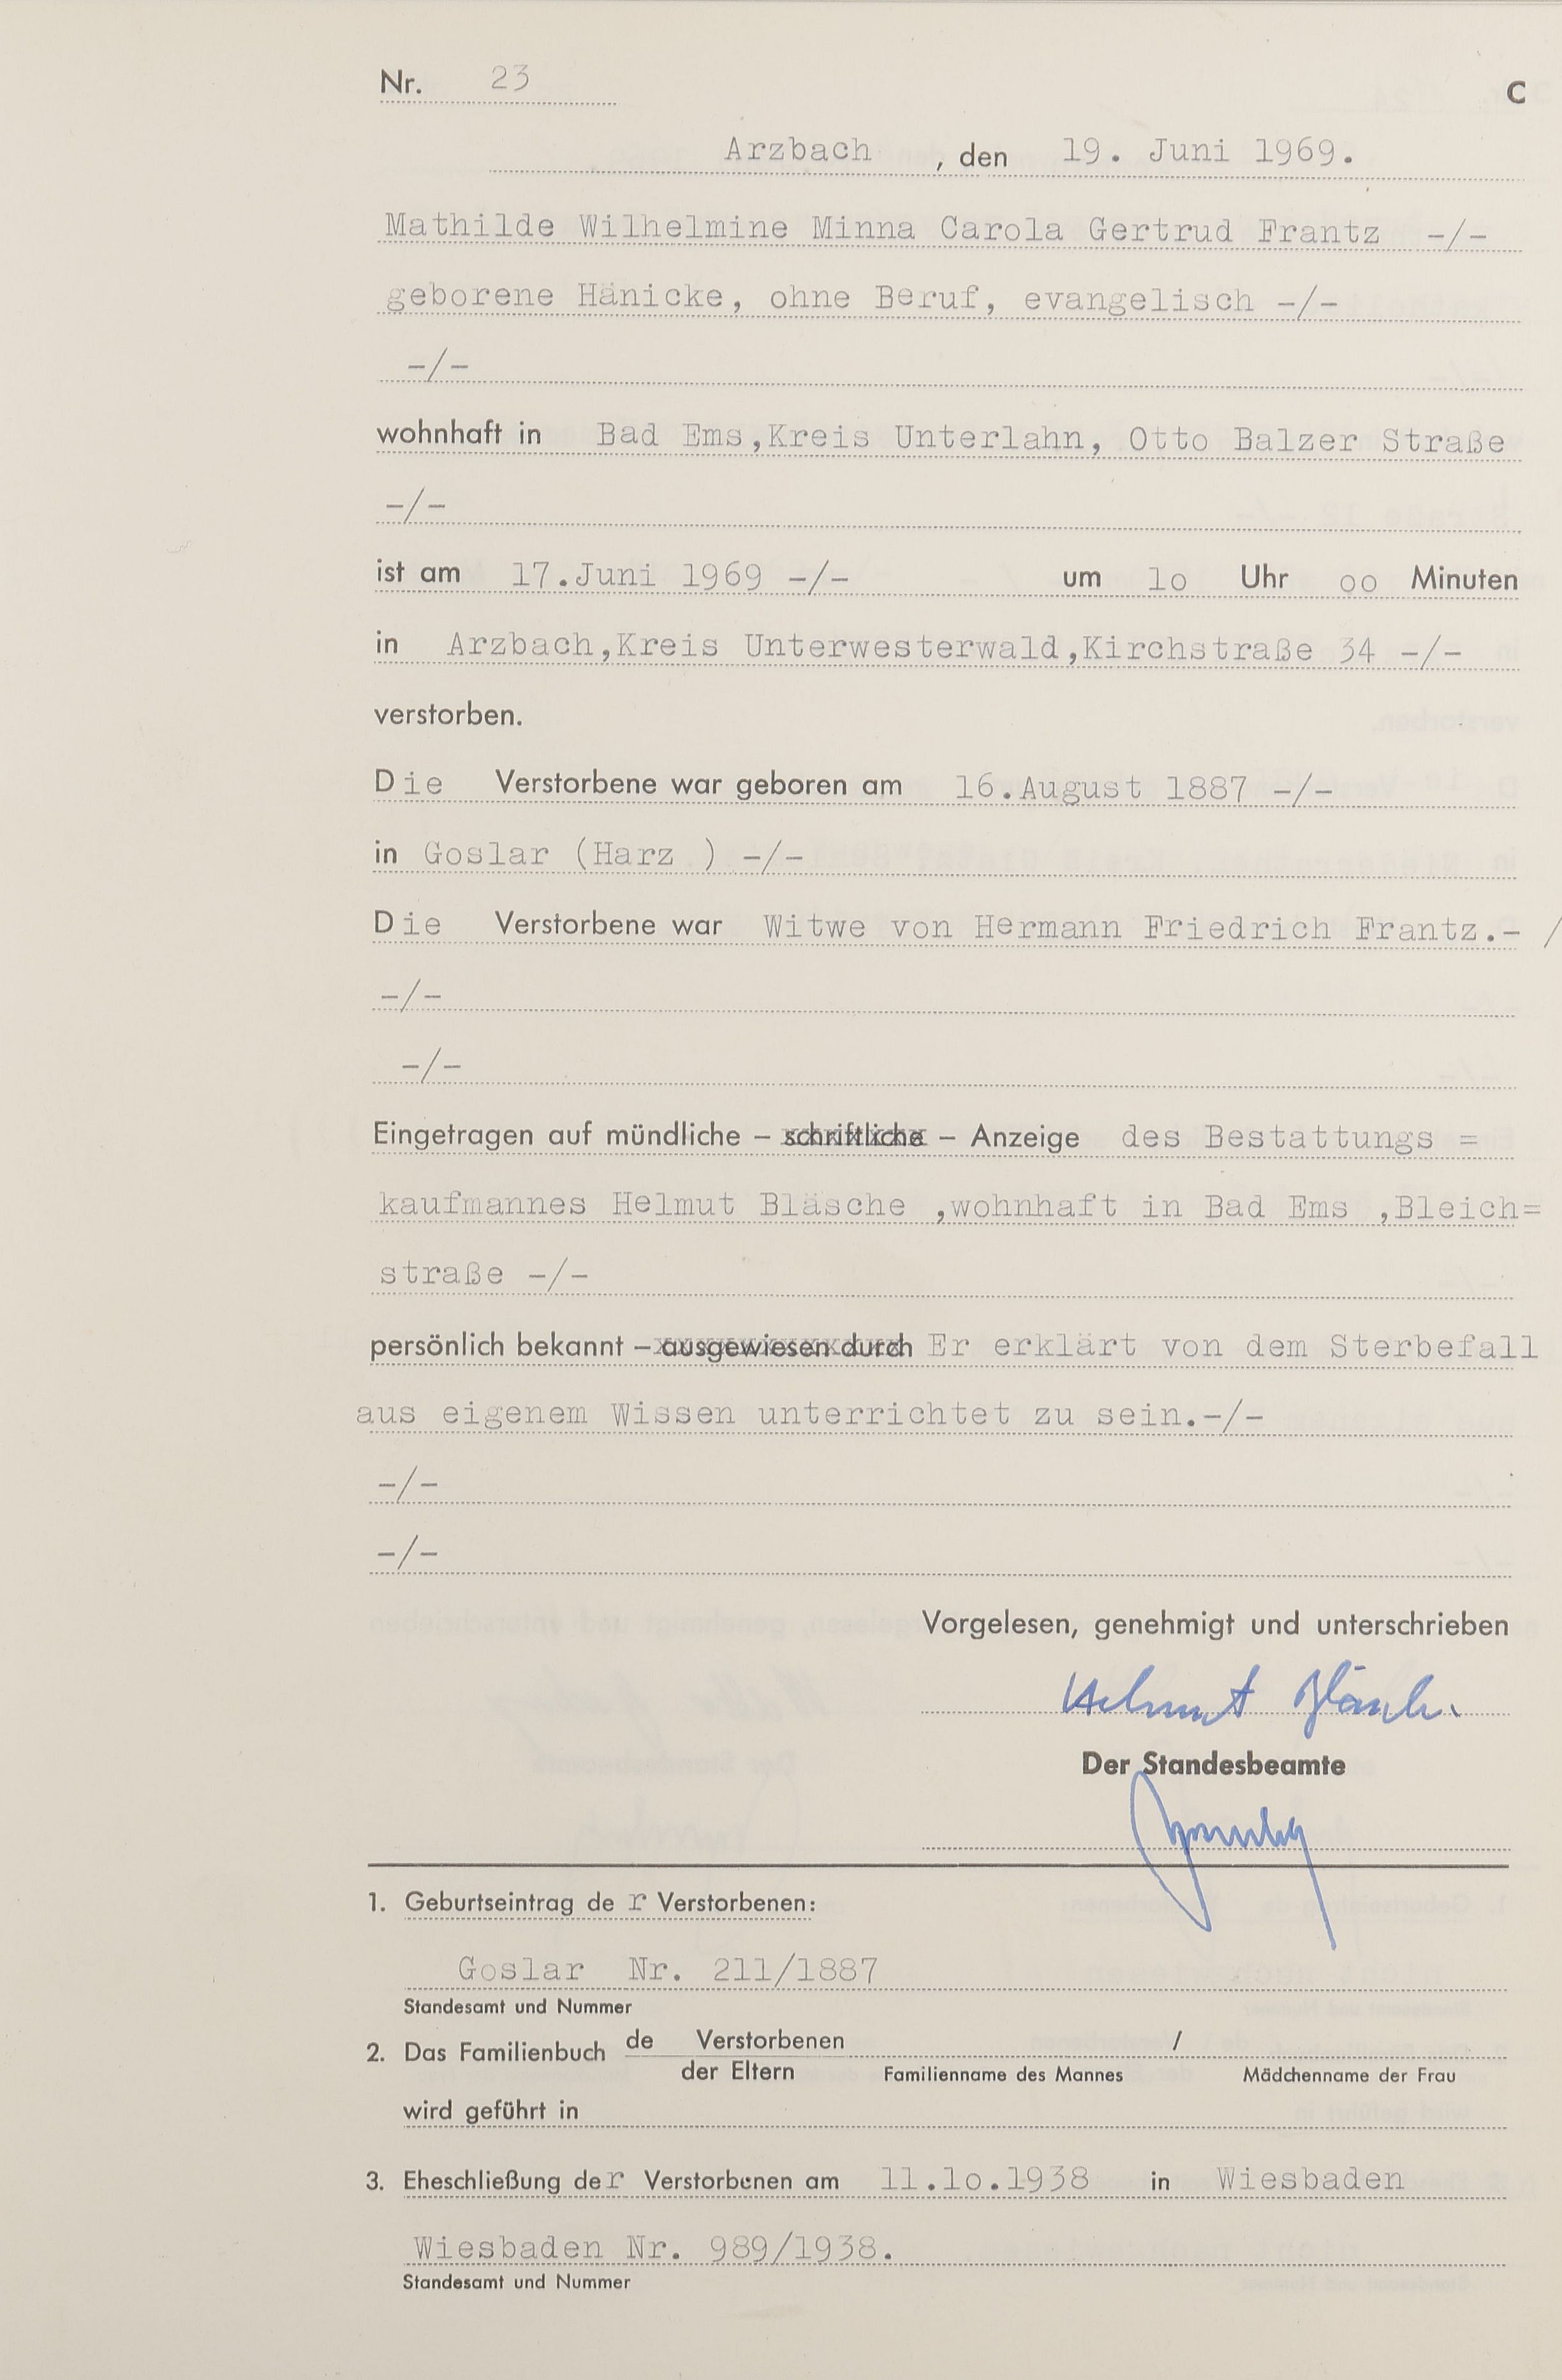 Nr. 23
C
Arzbach , den 19. Juni 1969.
Mathilde Wilhelmine Minna Carola Gertrud Frantz -/-
geborene Hänicke, ohne Beruf, evangelisch -/-
-/-
wohnhaft in Bad Ems,Kreis Unterlahn, Otto Balzer Straße
-/-
ist am 17.Juni 1969 -/- um lo Uhr oo Minuten
in Arzbach,Kreis Unterwesterwald,Kirchstraße 34 -/-
verstorben.
Die Verstorbene war geboren am 16.August 1887 -/-
in Goslar (Harz ) -/-
Die Verstorbene war Witwe von Hermann Friedrich Frantz.- /
-/-
-/-
Eingetragen auf mündliche – schriftliche – Anzeige des Bestattungs =
kaufmannes Helmut Bläsche ,wohnhaft in Bad Ems ,Bleich=
straße -/-
persönlich bekannt – ausgewiesen durch Er erklärt von dem Sterbefall
aus eigenem Wissen unterrichtet zu sein.-/-
-/-
-/-
Vorgelesen, genehmigt und unterschrieben
Helmut Bläsche
Der Standesbeamte
1. Geburtseintrag de r Verstorbenen:
Goslar Nr. 211/1887
Standesamt und Nummer
2. Das Familienbuch de Verstorbenen /
der Eltern Familienname des Mannes Mädchenname der Frau
wird geführt in
3. Eheschließung der Verstorbenen am 11.lo.1938 in Wiesbaden
Wiesbaden Nr. 989/1938.
Standesamt und Nummer